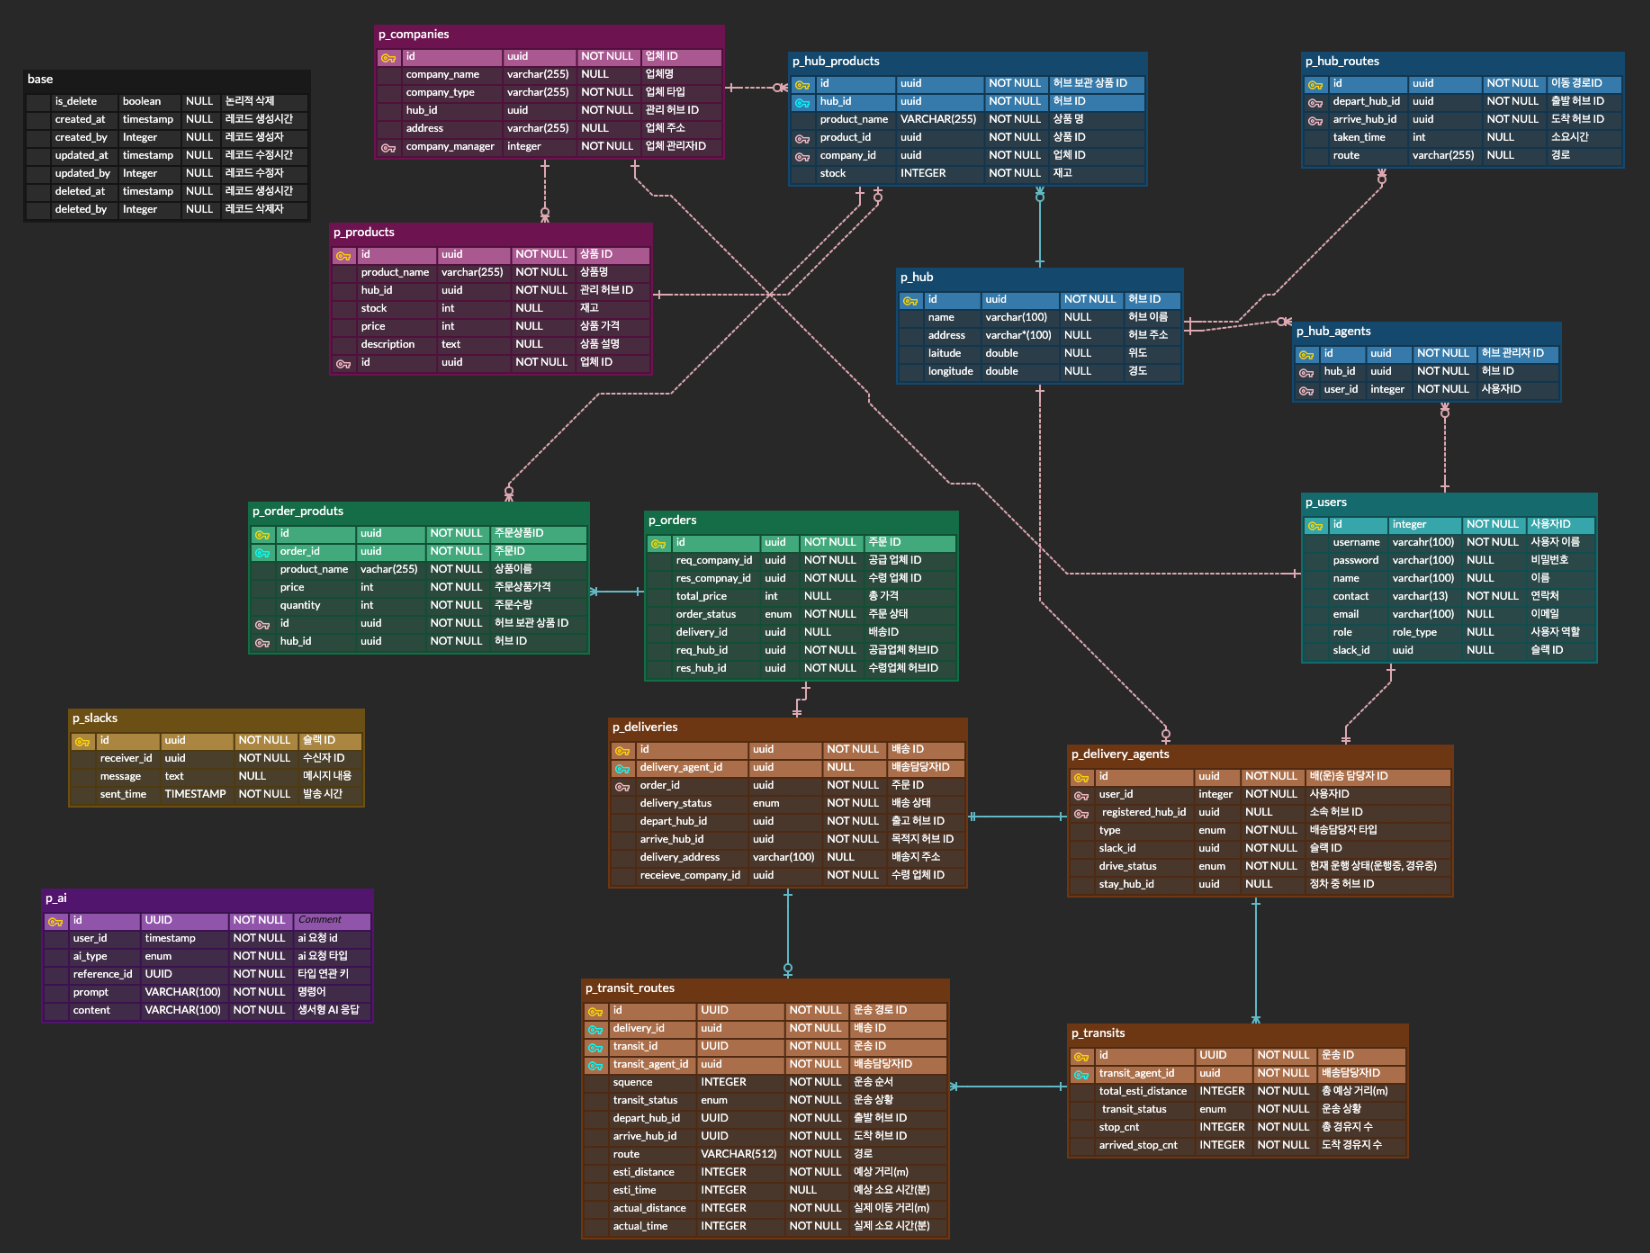 base
is_delete boolean NULL 논리적 삭제
created_at timestamp NULL 레코드 생성시간
created_by Integer NULL 레코드 생성자
updated_at timestamp NULL 레코드 수정시간
updated_by Integer NULL 레코드 수정자
deleted_at timestamp NULL 레코드 생성시간
deleted_by Integer NULL 레코드 삭제자
p_companies
id uuid NOT NULL 업체 ID
company_name varchar(255) NULL 업체명
company_type varchar(255) NULL 업체 타입
hub_id uuid NOT NULL 관리 허브 ID
address varchar(255) NULL 업체 주소
company_manager integer NOT NULL 업체 관리자ID
p_hub_products
id uuid NOT NULL 허브 보관 상품 ID
hub_id uuid NOT NULL 허브 ID
product_name VARCHAR(255) NOT NULL 상품 명
product_id uuid NOT NULL 상품 ID
company_id uuid NOT NULL 업체 ID
stock INTEGER NOT NULL 재고
p_hub_routes
id uuid NOT NULL 이동 경로ID
depart_hub_id uuid NOT NULL 출발 허브 ID
arrive_hub_id uuid NOT NULL 도착 허브 ID
taken_time int NULL 소요시간
route varchar(255) NULL 경로
p_products
id uuid NOT NULL 상품 ID
product_name varchar(255) NOT NULL 상품명
hub_id uuid NOT NULL 관리 허브 ID
stock int NULL 재고
price int NULL 상품 가격
description text NULL 상품 설명
id uuid NOT NULL 업체 ID
p_hub
id uuid NOT NULL 허브 ID
name varchar(100) NULL 허브 이름
address varchar*(100) NULL 허브 주소
laitude double NULL 위도
longitude double NULL 경도
p_hub_agents
id uuid NOT NULL 허브 관리자 ID
hub_id uuid NOT NULL 허브 ID
user_id integer NOT NULL 사용자ID
p_order_produts
id uuid NOT NULL 주문상품ID
order_id uuid NOT NULL 주문ID
product_name vachar(255) NOT NULL 상품이름
price int NOT NULL 주문상품가격
quantity int NOT NULL 주문수량
id uuid NOT NULL 허브 보관 상품 ID
hub_id uuid NOT NULL 허브 ID
p_orders
id uuid NOT NULL 주문 ID
req_company_id uuid NOT NULL 공급 업체 ID
res_compnay_id uuid NOT NULL 수령 업체 ID
total_price int NULL 총 가격
order_status enum NOT NULL 주문 상태
delivery_id uuid NULL 배송ID
req_hub_id uuid NOT NULL 공급업체 허브ID
res_hub_id uuid NOT NULL 수령업체 허브ID
p_users
id integer NOT NULL 사용자ID
username varcahr(100) NOT NULL 사용자 이름
password varchar(100) NULL 비밀번호
name varchar(100) NULL 이름
contact varchar(13) NOT NULL 연락처
email varchar(100) NULL 이메일
role role_type NULL 사용자 역할
slack_id uuid NULL 슬랙 ID
p_slacks
id uuid NOT NULL 슬랙 ID
receiver_id uuid NOT NULL 수신자 ID
message text NULL 메시지 내용
sent_time TIMESTAMP NOT NULL 발송 시간
p_deliveries
id uuid NOT NULL 배송 ID
delivery_agent_id uuid NULL 배송담당자ID
order_id uuid NOT NULL 주문 ID
delivery_status enum NOT NULL 배송 상태
depart_hub_id uuid NOT NULL 출고 허브 ID
arrive_hub_id uuid NOT NULL 목적지 허브 ID
delivery_address varchar(100) NULL 배송지 주소
receieve_company_id uuid NOT NULL 수령 업체 ID
p_delivery_agents
id uuid NOT NULL 배(운)송 담당자 ID
user_id integer NOT NULL 사용자ID
registered_hub_id uuid NULL 소속 허브 ID
type enum NOT NULL 배송담당자 타입
slack_id uuid NOT NULL 슬랙 ID
drive_status enum NOT NULL 현재 운행 상태(운행중, 경유중)
stay_hub_id uuid NULL 정차 중 허브 ID
p_ai
id UUID NOT NULL Comment
user_id timestamp NOT NULL ai 요청 id
ai_type enum NOT NULL ai 요청 타입
reference_id UUID NOT NULL 타입 연관 키
prompt VARCHAR(100) NOT NULL 명령어
content VARCHAR(100) NOT NULL 생서형 AI 응답
p_transit_routes
id UUID NOT NULL 운송 경로 ID
delivery_id uuid NOT NULL 배송 ID
transit_id UUID NOT NULL 운송 ID
transit_agent_id uuid NOT NULL 배송담당자ID
squence INTEGER NOT NULL 운송 순서
transit_status enum NOT NULL 운송 상황
depart_hub_id UUID NOT NULL 출발 허브 ID
arrive_hub_id UUID NOT NULL 도착 허브 ID
route VARCHAR(512) NOT NULL 경로
esti_distance INTEGER NOT NULL 예상 거리(m)
esti_time INTEGER NULL 예상 소요 시간(분)
actual_distance INTEGER NOT NULL 실제 이동 거리(m)
actual_time INTEGER NOT NULL 실제 소요 시간(분)
p_transits
id UUID NOT NULL 운송 ID
transit_agent_id uuid NOT NULL 배송담당자ID
total_esti_distance INTEGER NOT NULL 총 예상 거리(m)
transit_status enum NOT NULL 운송 상황
stop_cnt INTEGER NOT NULL 총 경유지 수
arrived_stop_cnt INTEGER NOT NULL 도착 경유지 수